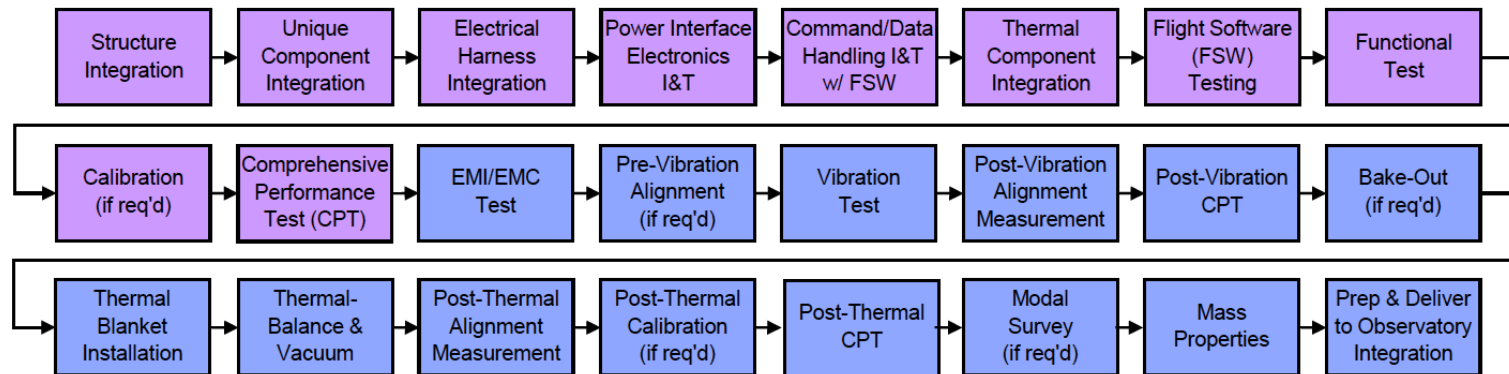 Structure
Integration
Unique
Component
Integration
Electrical
Harness
Integration
Power Interface
Electronics
I&T
Command/Data
Handling I&T
w/ FSW
Thermal
Component
Integration
Flight Software
(FSW)
Testing
Functional
Test
Calibration
(if req'd)
Comprehensive
Performance
Test (CPT)
EMI/EMC
Test
Pre-Vibration
Alignment
(if req'd)
Vibration
Test
Post-Vibration
Alignment
Measurement
Post-Vibration
CPT
Bake-Out
(if req'd)
Thermal
Blanket
Installation
Thermal-
Balance &
Vacuum
Post-Thermal
Alignment
Measurement
Post-Thermal
Calibration
(if req'd)
Post-Thermal
CPT
Modal
Survey
(if req'd)
Mass
Properties
Prep & Deliver
to Observatory
Integration